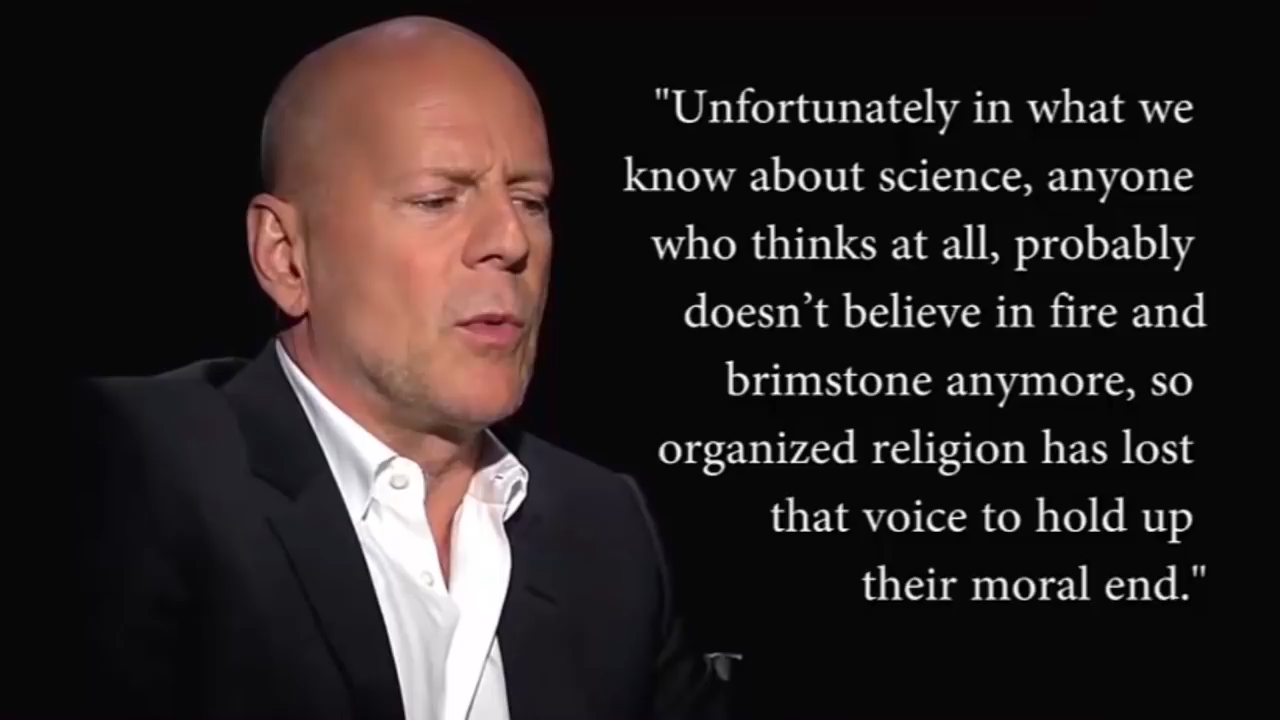 "Unfortunately in what we
know about science, anyone
who thinks at all, probably
doesn’t believe in fire and
brimstone anymore, so
organized religion has lost
that voice to hold up
their moral end."